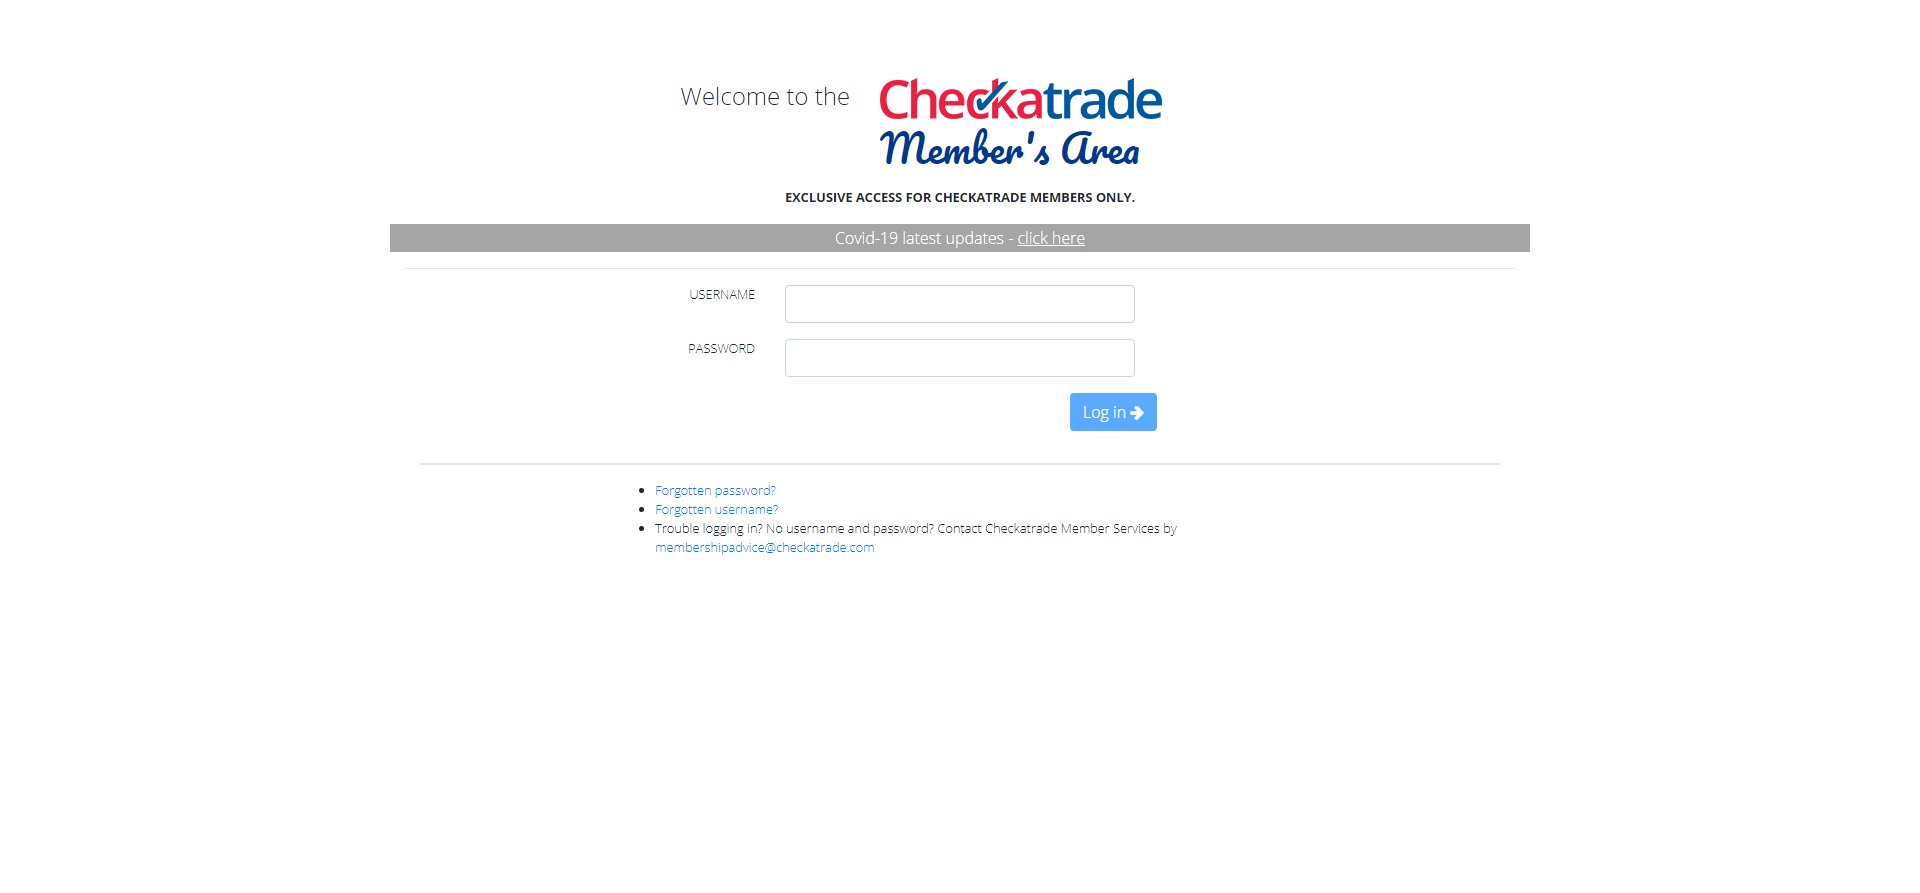 Welcome to the
Checkatrade
Member's Area
EXCLUSIVE ACCESS FOR CHECKATRADE MEMBERS ONLY.
Covid-19 latest updates - click here
USERNAME
PASSWORD
Log in
Forgotten password?
Forgotten username?
Trouble logging in? No username and password? Contact Checkatrade Member Services by
membershipadvice@checkatrade.com